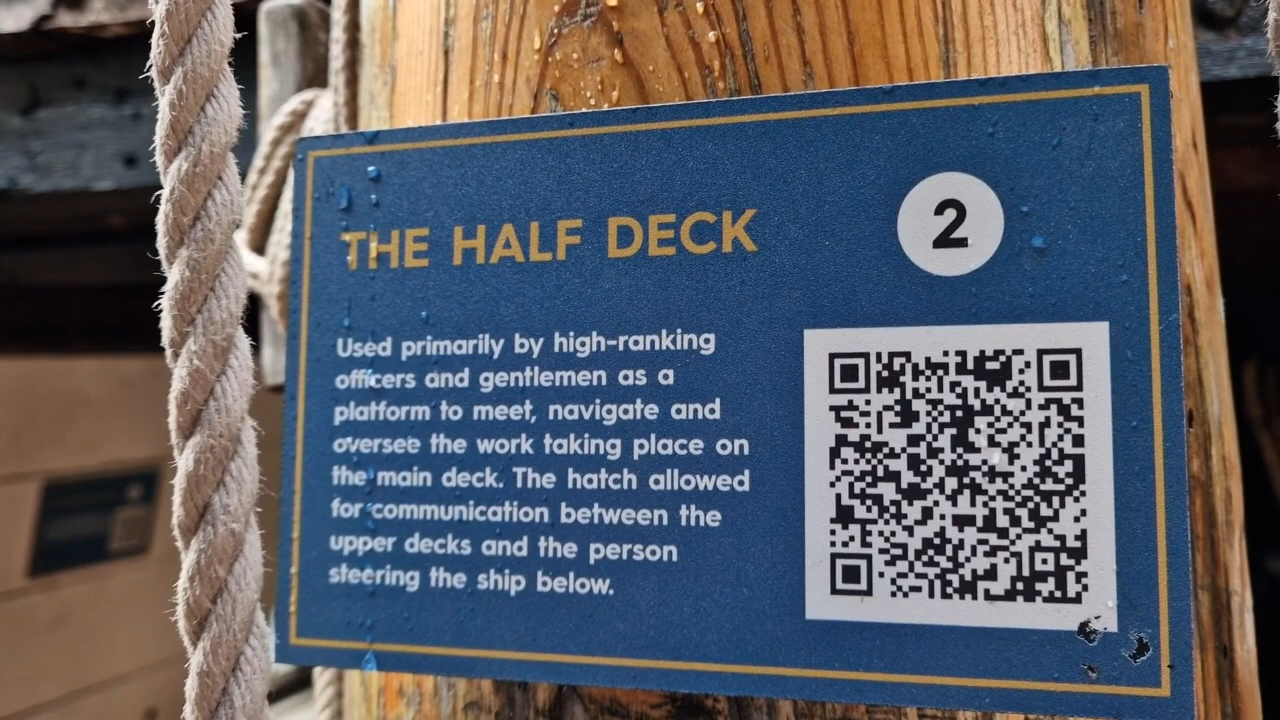 THE HALF DECK
2
Used primarily by high-ranking
officers and gentlemen as a
platform to meet, navigate and
oversee the work taking place on
the main deck. The hatch allowed
for communication between the
upper decks and the person
steering the ship below.